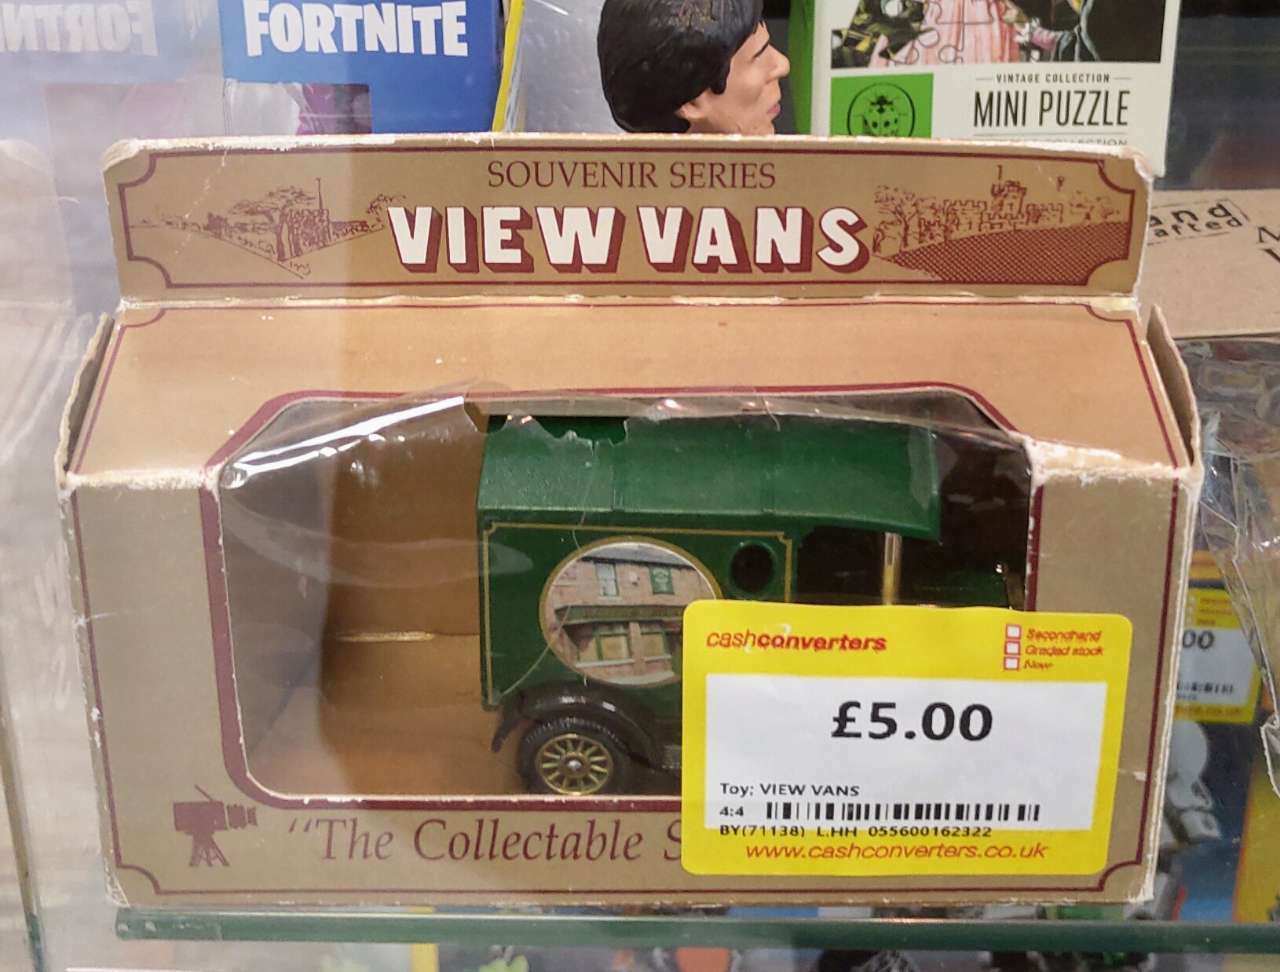 FORTNITE
FORTNITE
VINTAGE COLLECTION
MINI PUZZLE
SOUVENIR SERIES
VIEW VANS
"The Collectable S
cashconverters
Secondhand
Graded stock
New
£5.00
Toy; VIEW VANS
4:4
BY(71138) L.HH 055600162322
www.cashconverters.co.uk